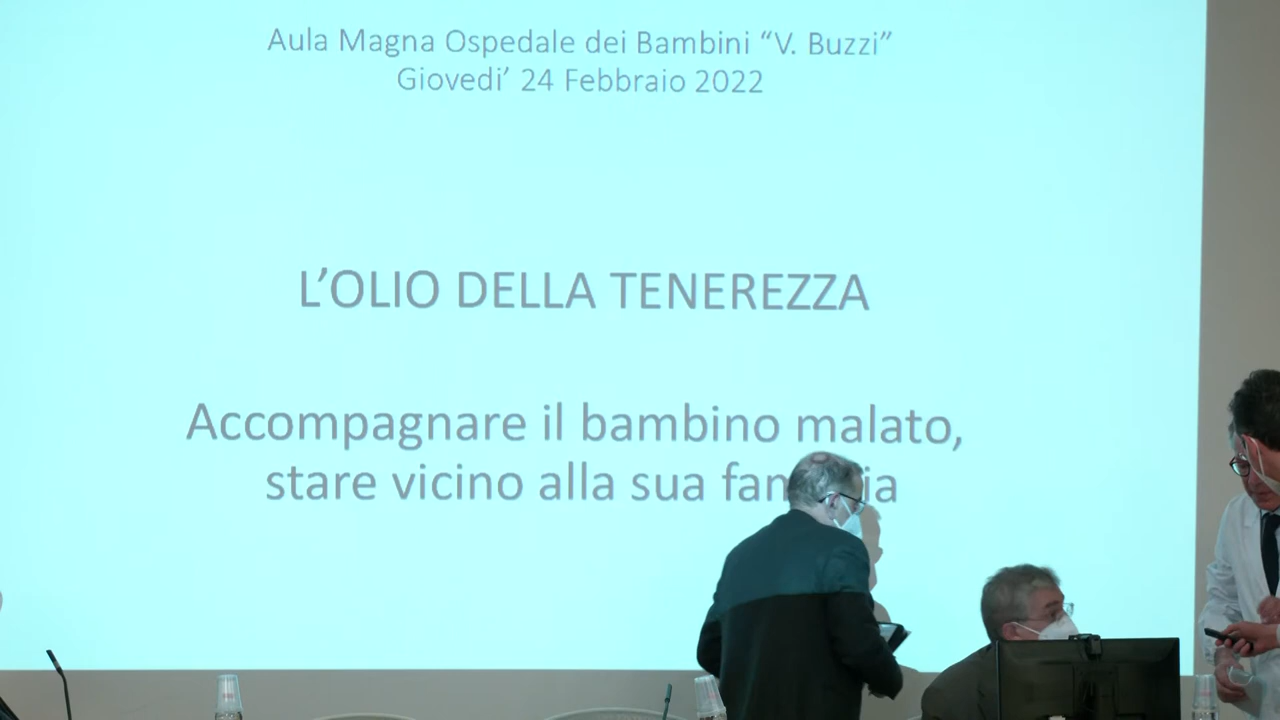 Aula Magna Ospedale dei Bambini “V. Buzzi”
Giovedi’ 24 Febbraio 2022
L’OLIO DELLA TENEREZZA
Accompagnare il bambino malato,
stare vicino alla sua